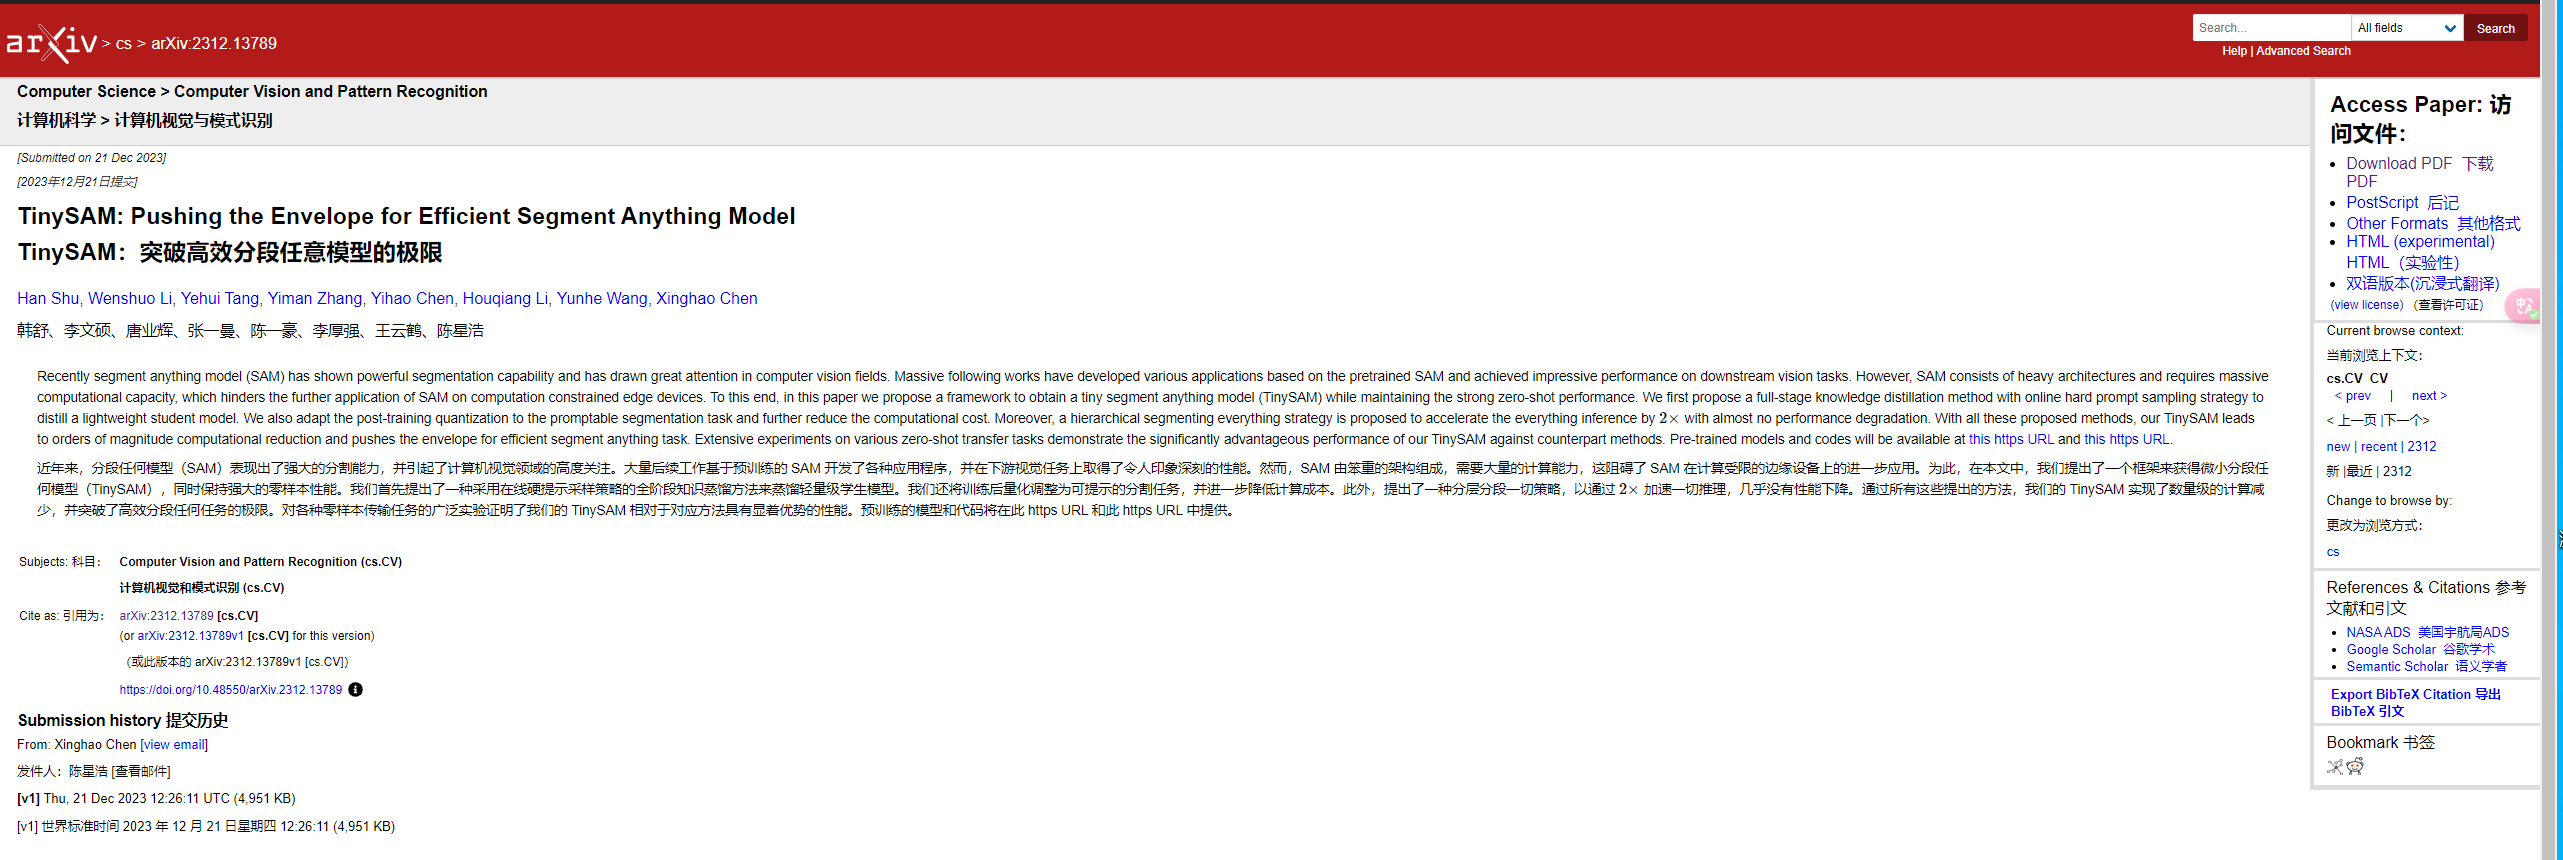 arXiv > cs > arXiv:2312.13789
Search...
All fields
Search
Help | Advanced Search
Computer Science > Computer Vision and Pattern Recognition
计算机科学 > 计算机视觉与模式识别
[Submitted on 21 Dec 2023]
[2023年12月21日提交]
TinySAM: Pushing the Envelope for Efficient Segment Anything Model
TinySAM：突破高效分段任意模型的极限
Han Shu, Wenshuo Li, Yehui Tang, Yiman Zhang, Yihao Chen, Houqiang Li, Yunhe Wang, Xinghao Chen
韩舒、李文硕、唐业辉、张一曼、陈一豪、李厚强、王云鹤、陈星浩
Recently segment anything model (SAM) has shown powerful segmentation capability and has drawn great attention in computer vision fields. Massive following works have developed various applications based on the pretrained SAM and achieved impressive performance on downstream vision tasks. However, SAM consists of heavy architectures and requires massive
computational capacity, which hinders the further application of SAM on computation constrained edge devices. To this end, in this paper we propose a framework to obtain a tiny segment anything model (TinySAM) while maintaining the strong zero-shot performance. We first propose a full-stage knowledge distillation method with online hard prompt sampling strategy to
distill a lightweight student model. We also adapt the post-training quantization to the promptable segmentation task and further reduce the computational cost. Moreover, a hierarchical segmenting everything strategy is proposed to accelerate the everything inference by 2× with almost no performance degradation. With all these proposed methods, our TinySAM leads
to orders of magnitude computational reduction and pushes the envelope for efficient segment anything task. Extensive experiments on various zero-shot transfer tasks demonstrate the significantly advantageous performance of our TinySAM against counterpart methods. Pre-trained models and codes will be available at this https URL and this https URL.
近年来，分段任何模型（SAM）表现出了强大的分割能力，并引起了计算机视觉领域的高度关注。大量后续工作基于预训练的 SAM 开发了各种应用程序，并在下游视觉任务上取得了令人印象深刻的性能。然而，SAM 由笨重的架构组成，需要大量的计算能力，这阻碍了 SAM 在计算受限的边缘设备上的进一步应用。为此，在本文中，我们提出了一个框架来获得微小分段任
何模型（TinySAM），同时保持强大的零样本性能。我们首先提出了一种采用在线硬提示采样策略的全阶段知识蒸馏方法来蒸馏轻量级学生模型。我们还将训练后量化调整为可提示的分割任务，并进一步降低计算成本。此外，提出了一种分层分段一切策略，以通过 2× 加速一切推理，几乎没有性能下降。通过所有这些提出的方法，我们的 TinySAM 实现了数量级的计算减
少，并突破了高效分段任何任务的极限。对各种零样本传输任务的广泛实验证明了我们的 TinySAM 相对于对应方法具有显着优势的性能。预训练的模型和代码将在此 https URL 和此 https URL 中提供。
Subjects: 科目： Computer Vision and Pattern Recognition (cs.CV)
计算机视觉和模式识别 (cs.CV)
Cite as: 引用为： arXiv:2312.13789 [cs.CV]
(or arXiv:2312.13789v1 [cs.CV] for this version)
（或此版本的 arXiv:2312.13789v1 [cs.CV]）
https://doi.org/10.48550/arXiv.2312.13789
Submission history 提交历史
From: Xinghao Chen [view email]
发件人：陈星浩 [查看邮件]
[v1] Thu, 21 Dec 2023 12:26:11 UTC (4,951 KB)
[v1] 世界标准时间 2023 年 12 月 21 日星期四 12:26:11 (4,951 KB)
Access Paper: 访
问文件：
Download PDF 下载
PDF
PostScript 后记
Other Formats 其他格式
HTML (experimental)
HTML（实验性）
双语版本(沉浸式翻译)
(view license) （查看许可证）
Current browse context:
当前浏览上下文：
cs.CV CV
< prev | next >
< 上一页 |下一个>
new | recent | 2312
新 |最近 | 2312
Change to browse by:
更改为浏览方式：
cs
References & Citations 参考
文献和引文
NASA ADS 美国宇航局ADS
Google Scholar 谷歌学术
Semantic Scholar 语义学者
Export BibTeX Citation 导出
BibTeX 引文
Bookmark 书签